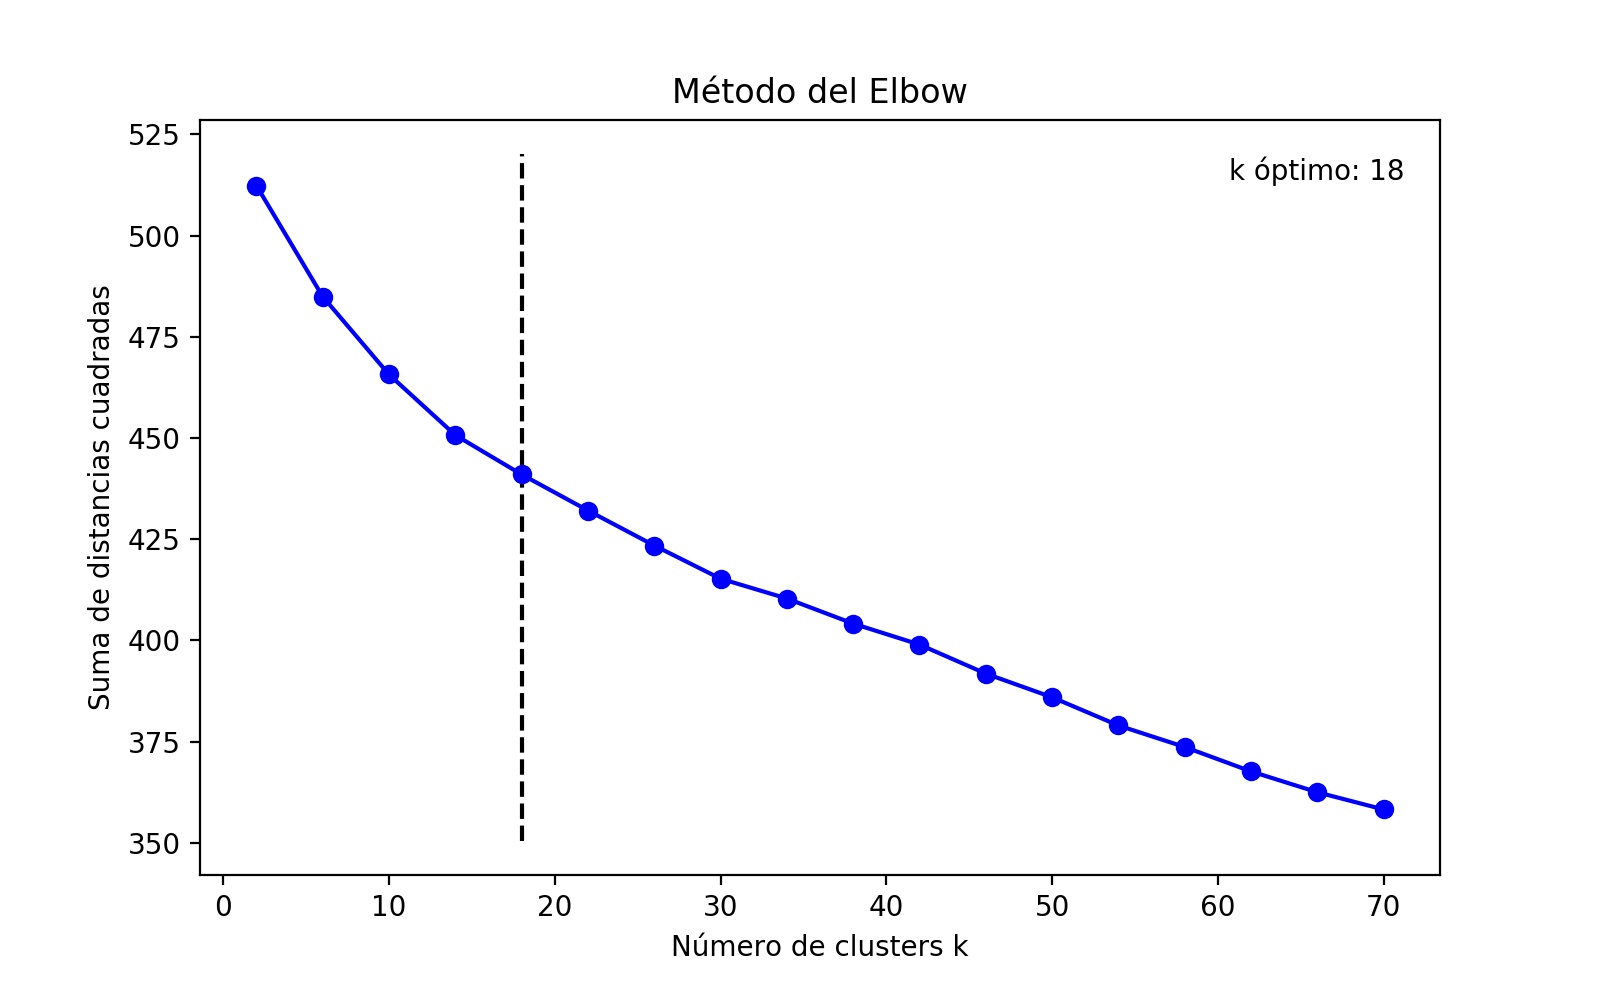 Método del Elbow
k óptimo: 18
Suma de distancias cuadradas
525
500
475
450
425
400
375
350
0 10 20 30 40 50 60 70
Número de clusters k